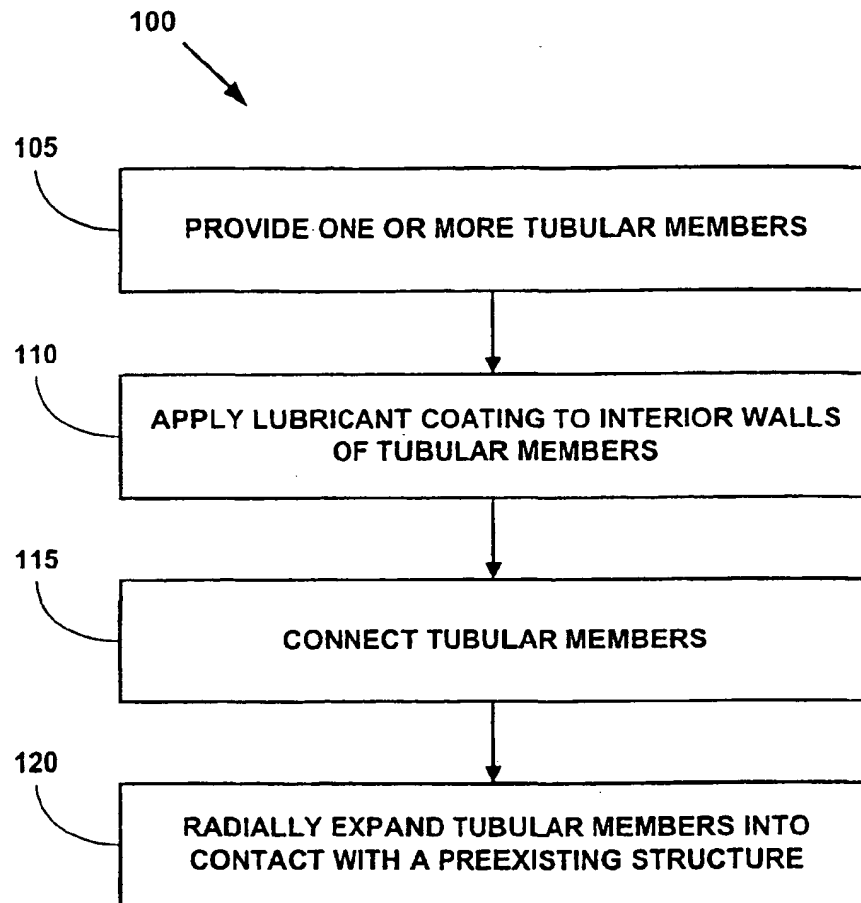 100
105
PROVIDE ONE OR MORE TUBULAR MEMBERS
110
APPLY LUBRICANT COATING TO INTERIOR WALLS
OF TUBULAR MEMBERS
115
CONNECT TUBULAR MEMBERS
120
RADIALLY EXPAND TUBULAR MEMBERS INTO
CONTACT WITH A PREEXISTING STRUCTURE